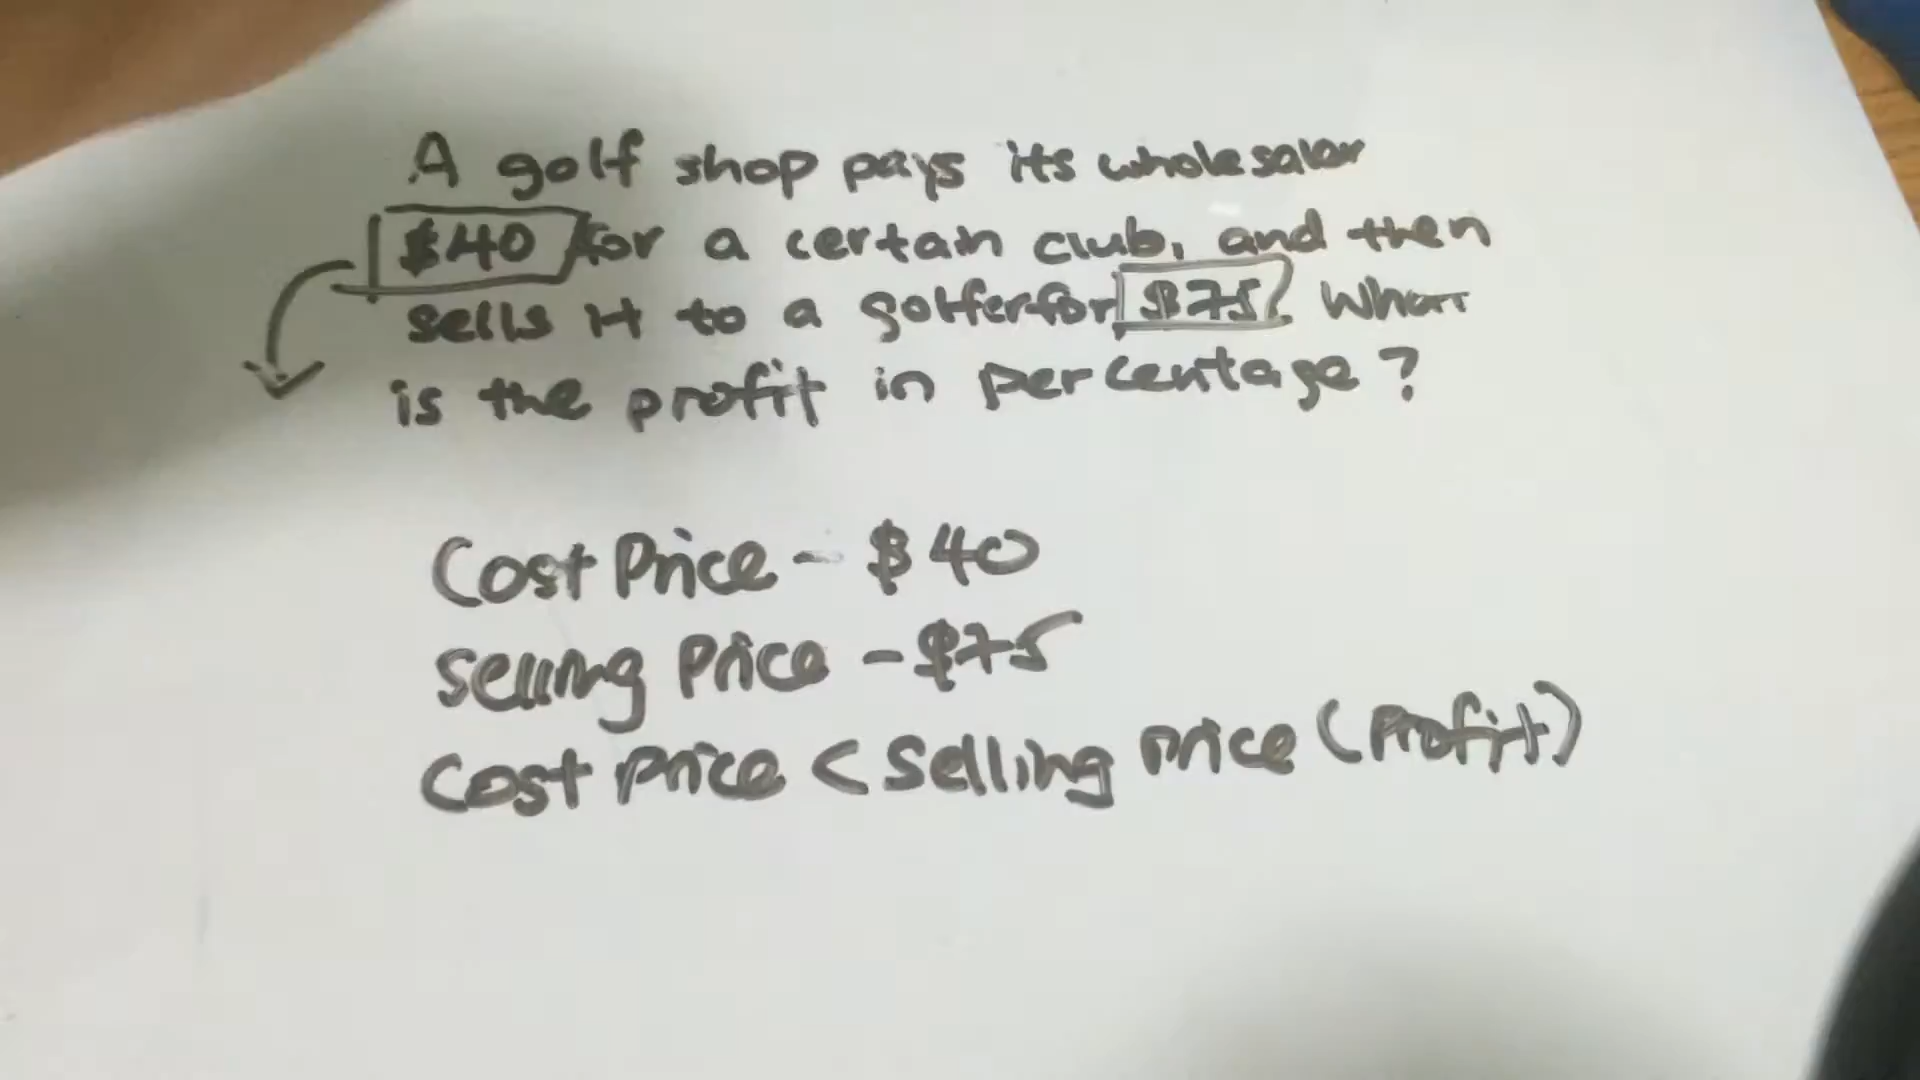 A golf shop pays its wholesaler
$40 for a certain club, and then
sells it to a golfer for $75. What
is the profit in percentage?
Cost Price - $40
Selling Price - $75
Cost Price < Selling Price (Profit)